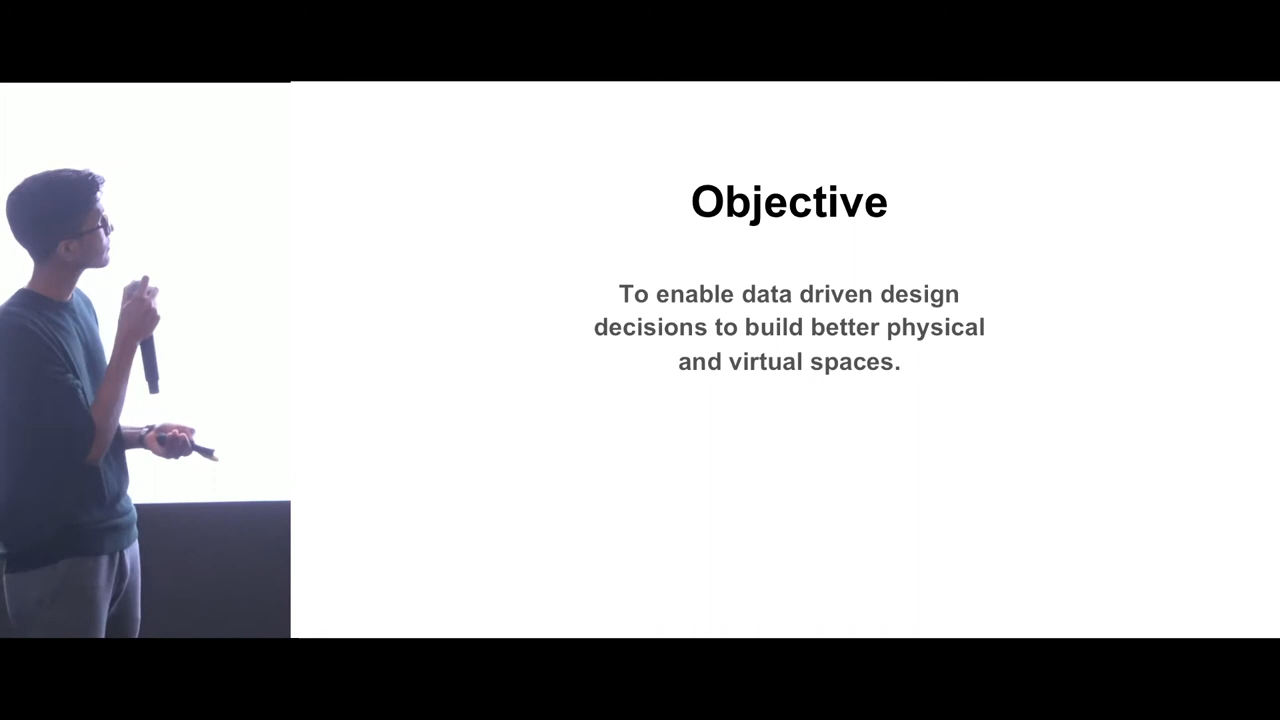 Objective
To enable data driven design
decisions to build better physical
and virtual spaces.